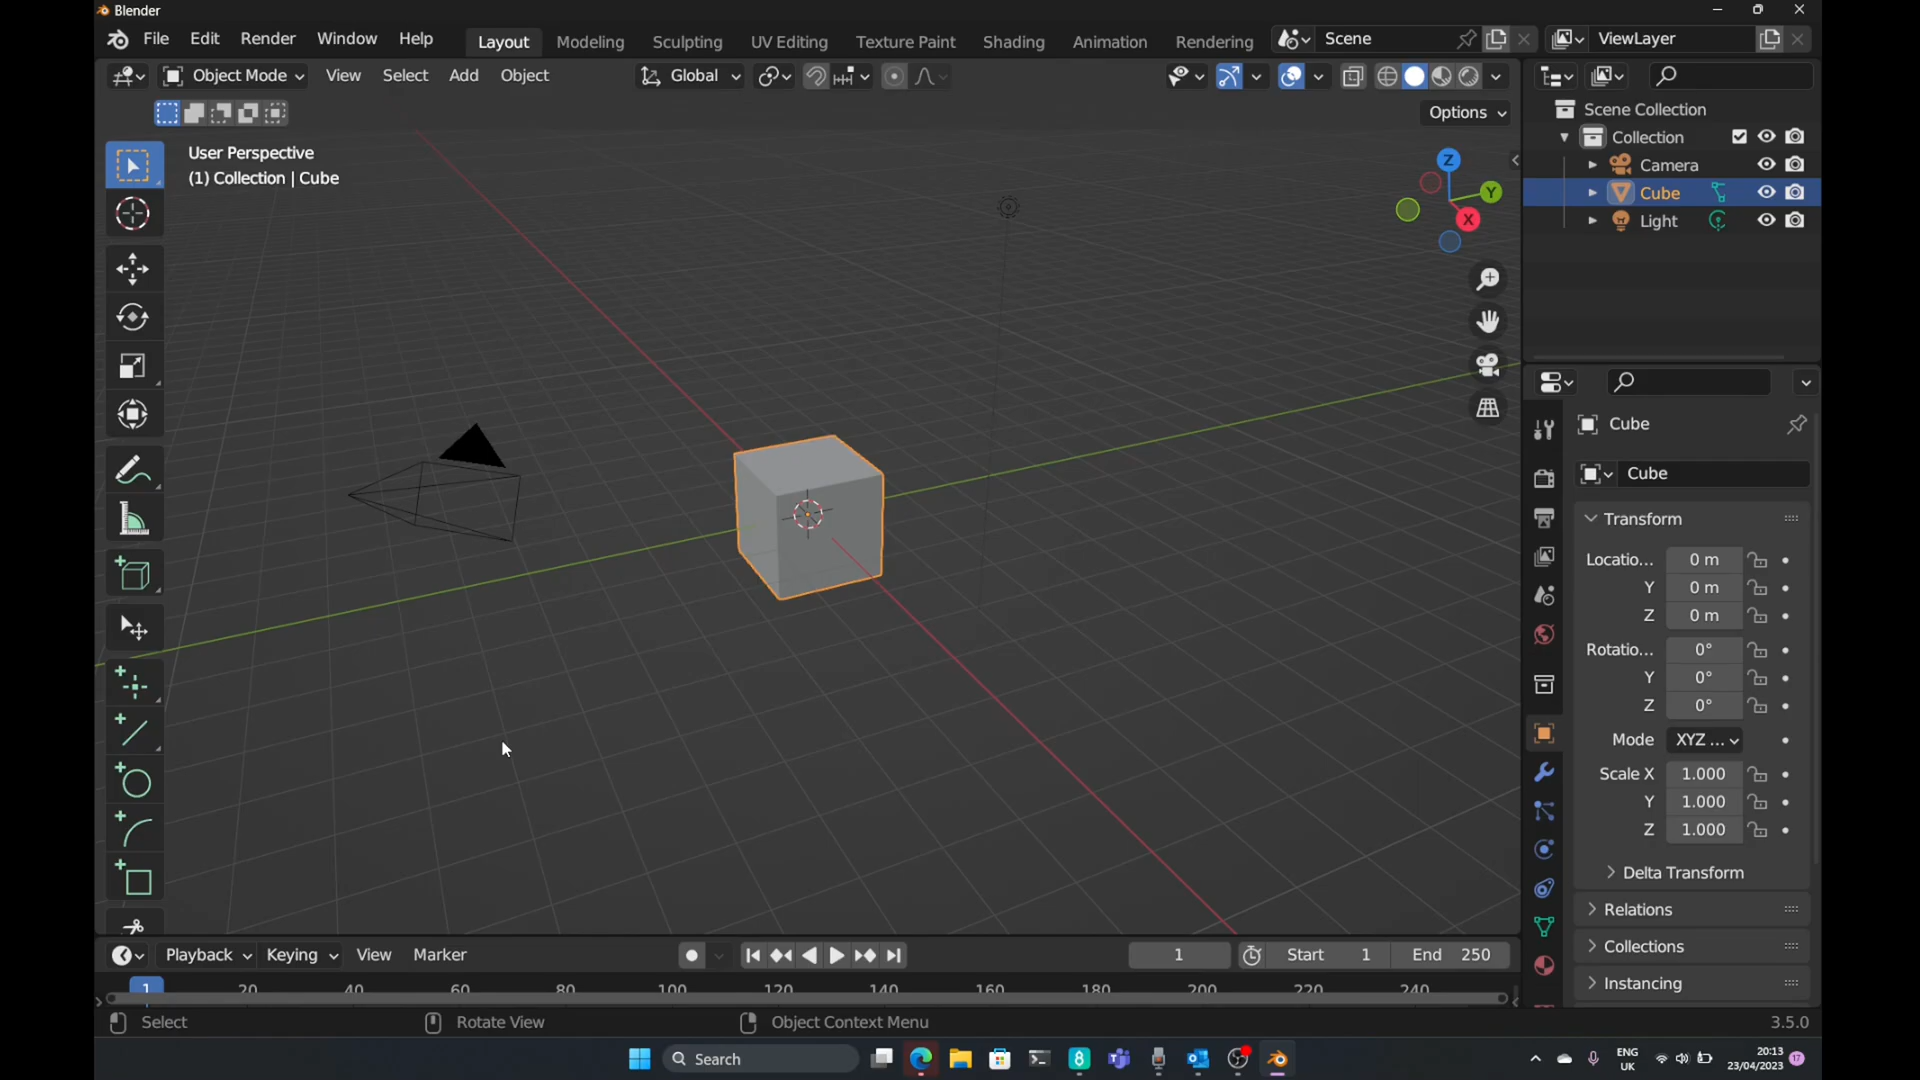 Blender
File Edit Render Window Help Layout Modeling Sculpting UV Editing Texture Paint Shading Animation Rendering Scene ViewLayer
Object Mode View Select Add Object Global
Options
User Perspective
(1) Collection | Cube
Z
Y
X
Scene Collection
Collection
Camera
Cube
Light
Cube
Cube
Transform
Locatio... 0 m
Y 0 m
Z 0 m
Rotatio... 0°
Y 0°
Z 0°
Mode XYZ ...
Scale X 1.000
Y 1.000
Z 1.000
Delta Transform
Relations
Collections
Instancing
Playback Keying View Marker 1 Start 1 End 250
1 20 40 60 80 100 120 140 160 180 200 220 240
Select Rotate View Object Context Menu 3.5.0
Search
ENG
UK
20:13
23/04/2023
17